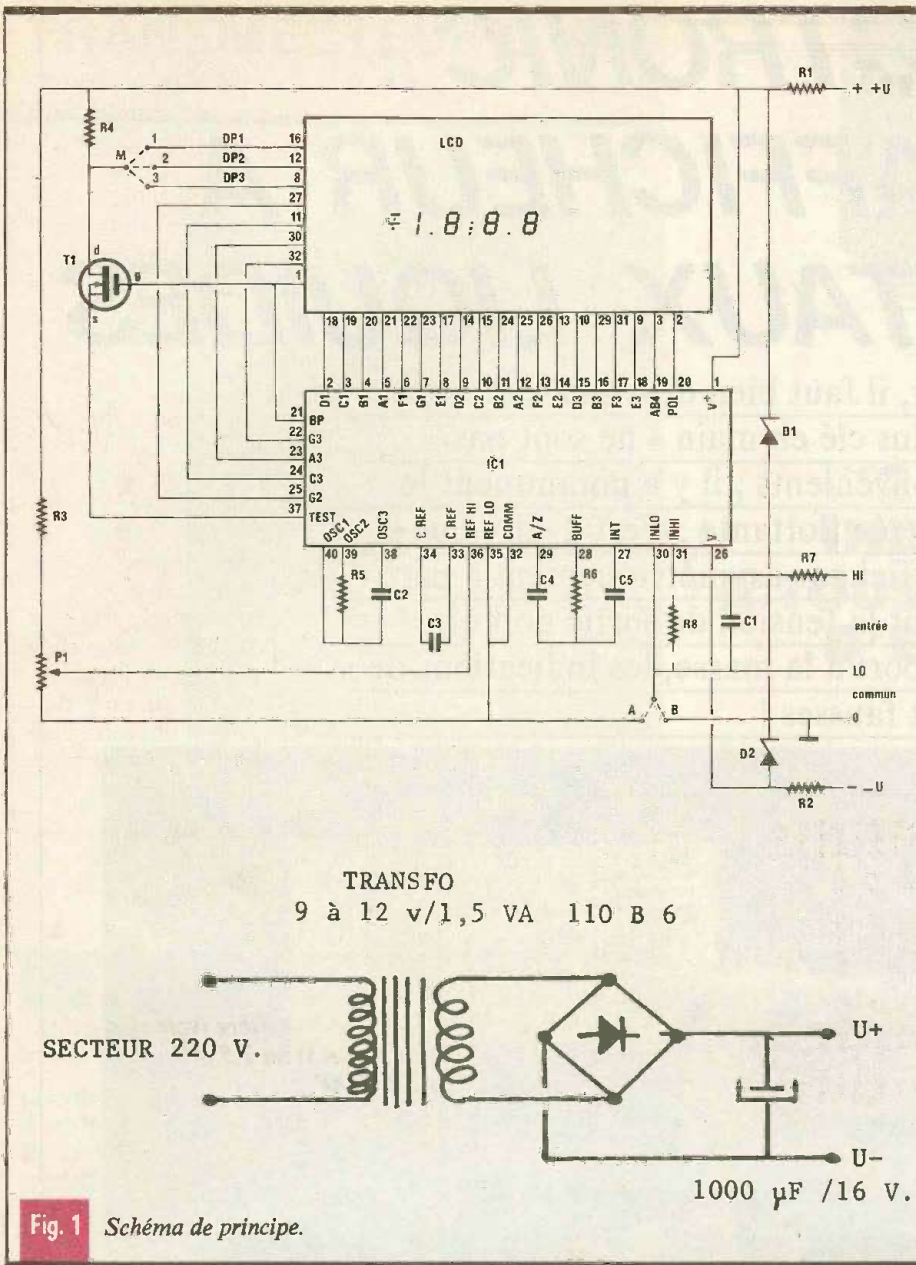 R1
+ +U
R4
LCD
M
1 DP1 16
2 DP2 12
3 DP3 8
27
11
30
32
1
-1.8:8.8
T1
d
g
s
18 19 20 21 22 23 17 14 15 24 25 26 13 10 29 31 9 3 2
2 3 4 5 6 7 8 9 10 11 12 13 14 15 16 17 18 19 20 1
D1 C1 B1 A1 F1 G1 E1 D2 C2 B2 A2 F2 E2 D3 B3 F3 E3 AB4 POL V+
21 BP
22 G3
23 A3
24 C3
25 G2
37 TEST
IC1
D1
R3
OSC1 OSC2 OSC3 C REF C REF REF HI REF LO COMM A/Z BUFF INT INLO INHI V
40 39 38 34 33 36 35 32 29 28 27 30 31 26
R5
C2
C3
C4
R6
C5
R8
C1
R7
HI
entrée
P1
LO
commun
A
B
0
D2
R2
- -U
TRANSFO
9 à 12 v/1,5 VA 110 B 6
SECTEUR 220 V.
U+
U-
1000 µF /16 V.
Fig. 1 Schéma de principe.